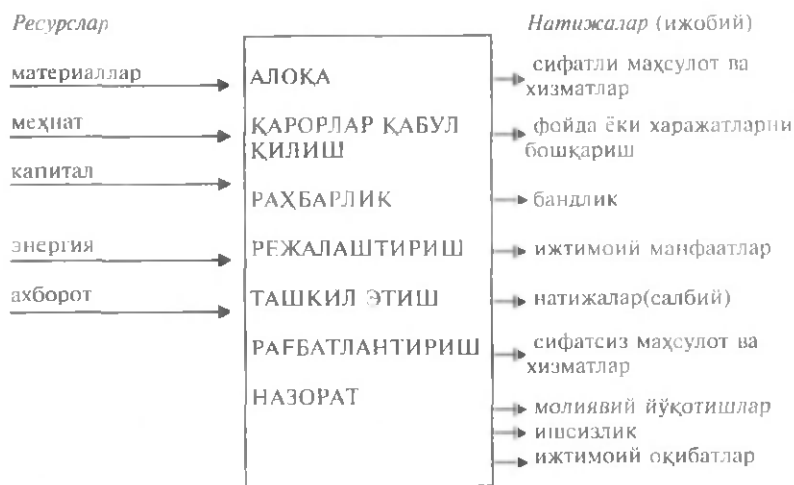 Ресурслар
материаллар
меҳнат
капитал
энергия
ахборот
АЛОҚА
ҚАРОРЛАР ҚАБУЛ
ҚИЛИШ
РАҲБАРЛИК
РЕЖАЛАШТИРИШ
ТАШКИЛ ЭТИШ
РАҒБАТЛАНТИРИШ
НАЗОРАТ
Натижалар (ижобий)
сифатли маҳсулот ва
хизматлар
фойда ёки харажатларни
бошқариш
бандлик
ижтимоий манфаатлар
натижалар(салбий)
сифатсиз маҳсулот ва
хизматлар
молиявий йўқотишлар
ишсизлик
ижтимоий оқибатлар